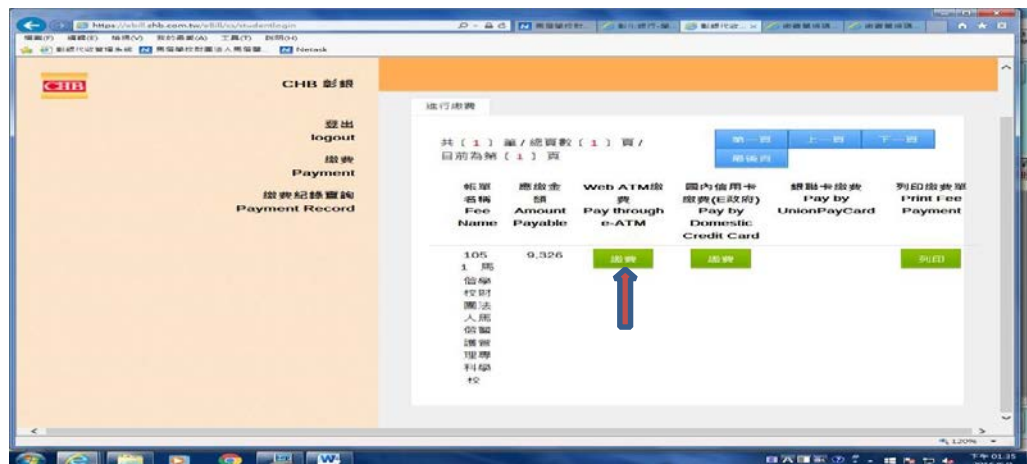 CHB
CHB 彰銀
登出
logout
繳費
Payment
繳費紀錄查詢
Payment Record
進行繳費
共 ( 1 ) 筆 / 總頁數 ( 1 ) 頁 /
目前為第 ( 1 ) 頁
第一頁
上一頁
下一頁
最後頁
帳單
名稱
Fee
Name
應繳金
額
Amount
Payable
Web ATM繳
費
Pay through
e-ATM
國內信用卡
繳費(E政府)
Pay by
Domestic
Credit Card
銀聯卡繳費
Pay by
UnionPayCard
列印繳費單
Print Fee
Payment
105
1 馬
偕學
校財
團法
人馬
偕醫
護管
理專
科學
校
9,326
繳費
繳費
列印
120%
下午 01:35